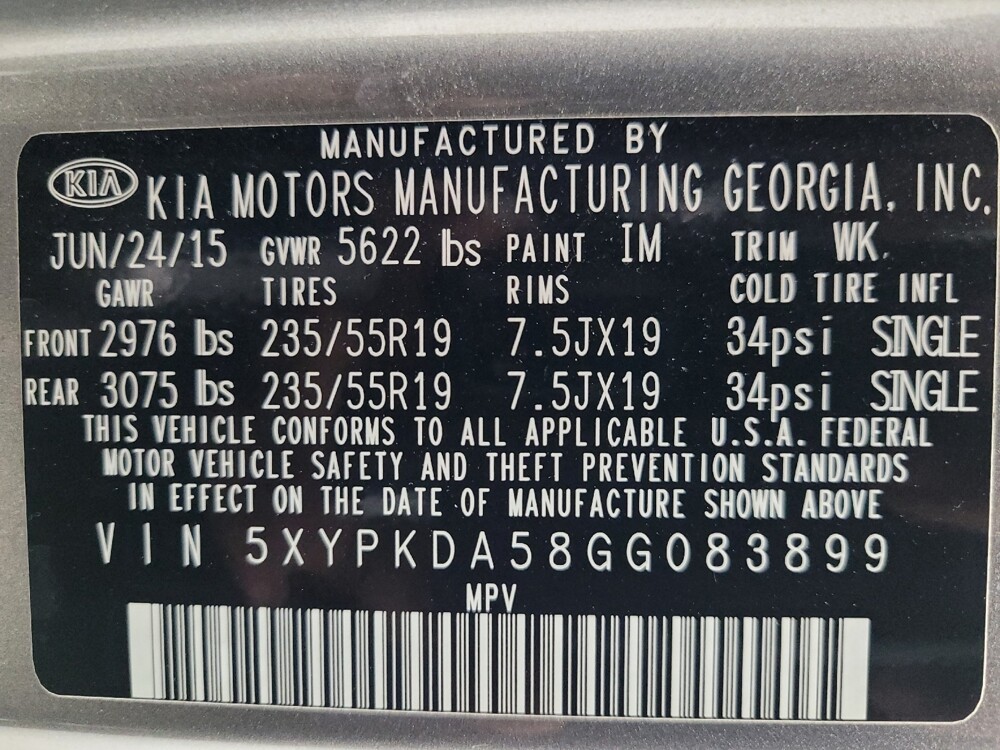 MANUFACTURED BY
KIA KIA MOTORS MANUFACTURING GEORGIA, INC.
JUN/24/15 GVWR 5622 lbs PAINT IM TRIM WK.
GAWR TIRES RIMS COLD TIRE INFL
FRONT 2976 lbs 235/55R19 7.5JX19 34psi SINGLE
REAR 3075 lbs 235/55R19 7.5JX19 34psi SINGLE
THIS VEHICLE CONFORMS TO ALL APPLICABLE U.S.A. FEDERAL
MOTOR VEHICLE SAFETY AND THEFT PREVENTION STANDARDS
IN EFFECT ON THE DATE OF MANUFACTURE SHOWN ABOVE
VIN 5XYPKDA58GG083899
MPV